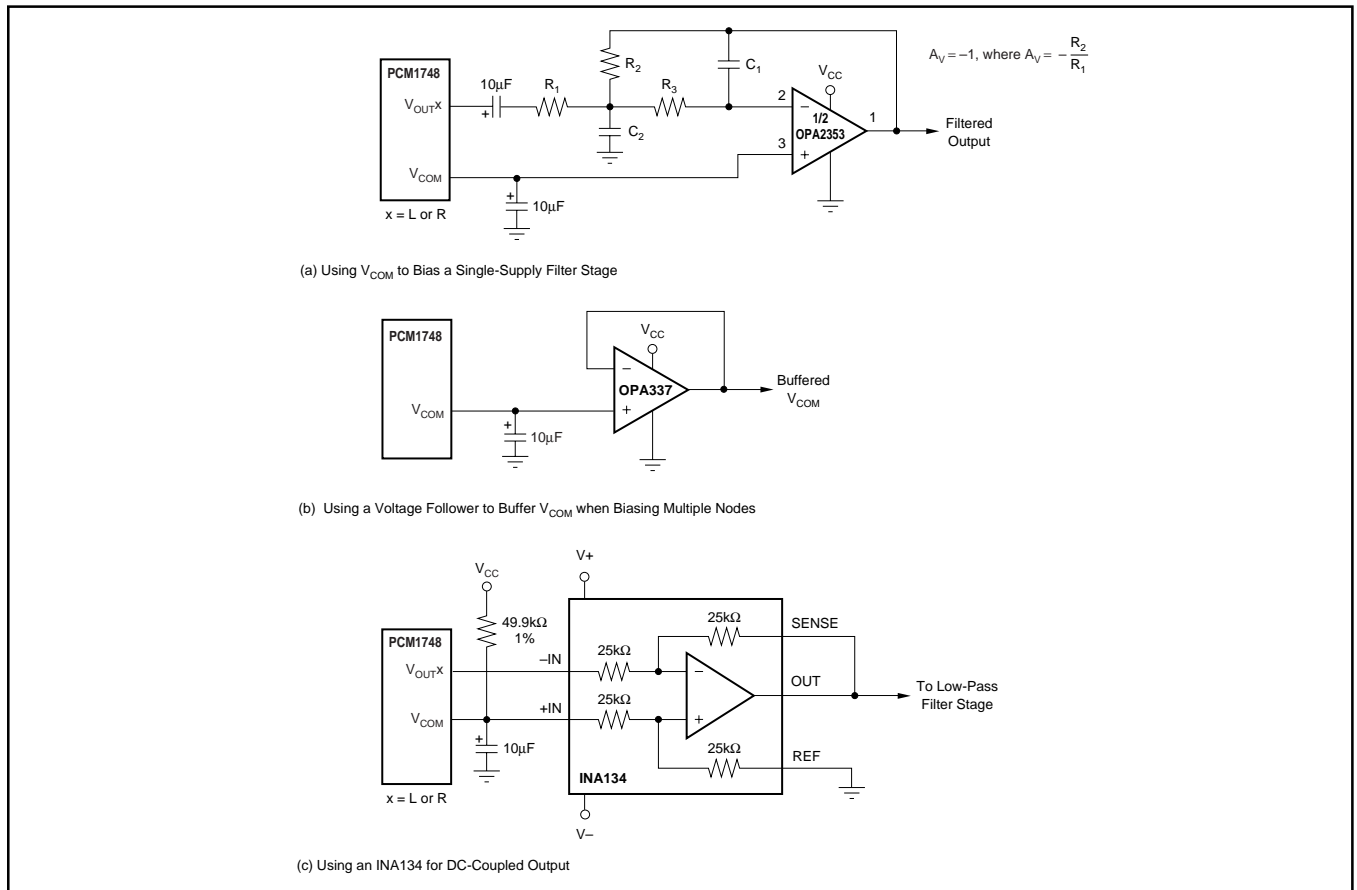 A_V = –1, where A_V = – R_2 / R_1
PCM1748
V_OUTX
V_COM
x = L or R
10µF
+
R_1
R_2
R_3
C_1
C_2
+
10µF
V_CC
2
–
1/2
OPA2353
1
3
+
Filtered
Output
(a) Using V_COM to Bias a Single-Supply Filter Stage
PCM1748
V_COM
+
10µF
V_CC
–
OPA337
+
Buffered
V_COM
(b) Using a Voltage Follower to Buffer V_COM when Biasing Multiple Nodes
V_CC
49.9kΩ
1%
PCM1748
V_OUTX
V_COM
x = L or R
+
10µF
V+
–IN
+IN
25kΩ
25kΩ
25kΩ
25kΩ
–
+
SENSE
OUT
REF
INA134
V–
To Low-Pass
Filter Stage
(c) Using an INA134 for DC-Coupled Output